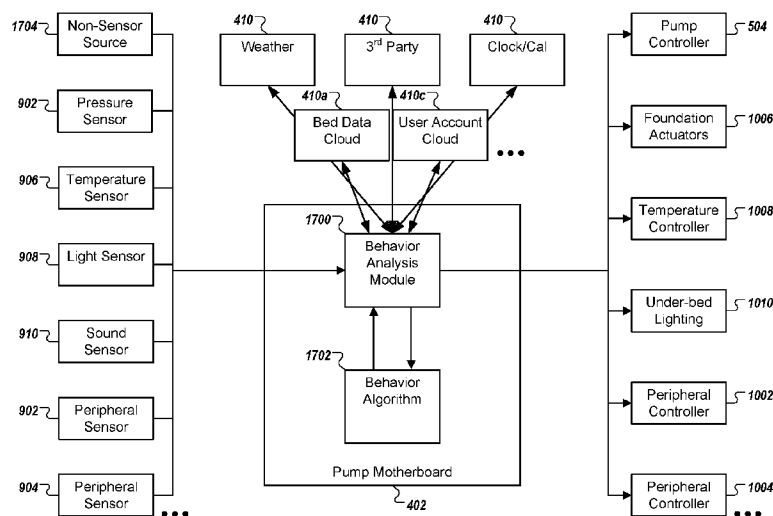 1704
Non-Sensor
Source
902
Pressure
Sensor
906
Temperature
Sensor
908
Light Sensor
910
Sound
Sensor
902
Peripheral
Sensor
904
Peripheral
Sensor
•••
410
Weather
410
3rd Party
410
Clock/Cal
410a
Bed Data
Cloud
410c
User Account
Cloud
•••
1700
Behavior
Analysis
Module
1702
Behavior
Algorithm
Pump Motherboard
402
Pump
Controller
504
Foundation
Actuators
1006
Temperature
Controller
1008
Under-bed
Lighting
1010
Peripheral
Controller
1002
Peripheral
Controller
1004
•••